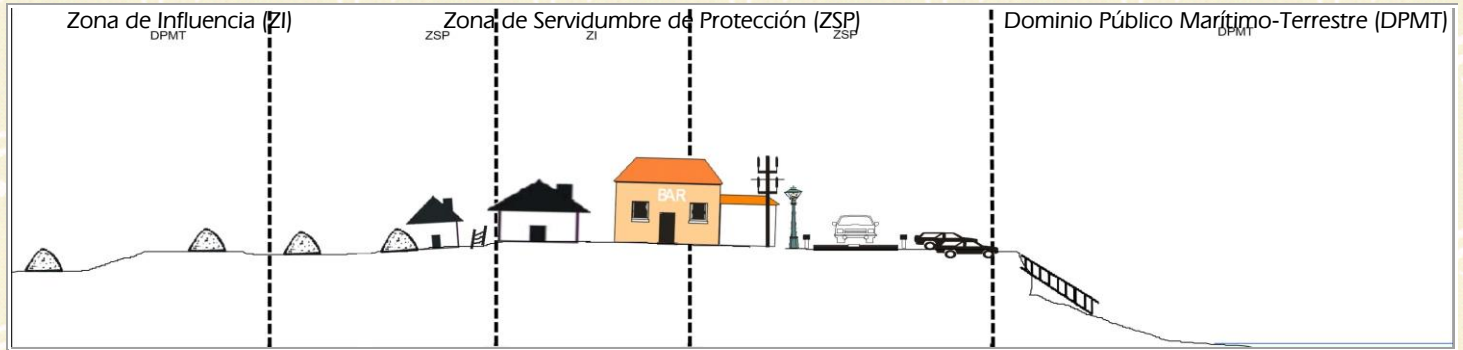 Zona de Influencia (ZI) Zona de Servidumbre de Protección (ZSP) Dominio Público Marítimo-Terrestre (DPMT)
DPMT ZSP ZI ZSP DPMT
BAR